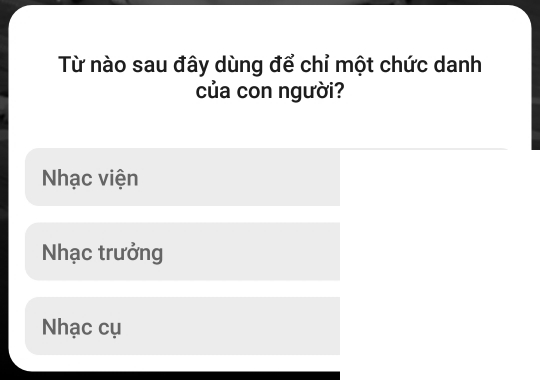 Từ nào sau đây dùng để chỉ một chức danh
của con người?
Nhạc viện
Nhạc trưởng
Nhạc cụ